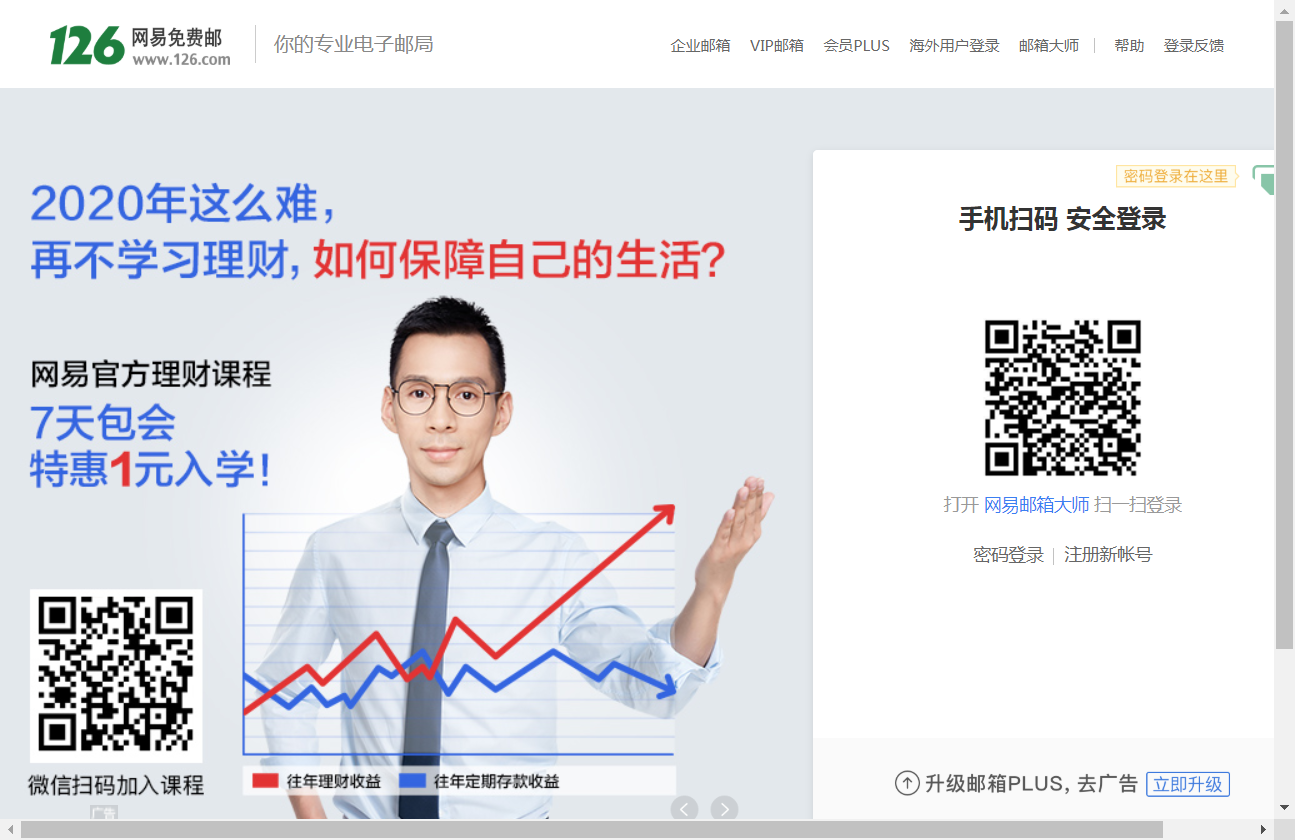 126 网易免费邮
www.126.com
你的专业电子邮局
企业邮箱 VIP邮箱 会员PLUS 海外用户登录 邮箱大师 帮助 登录反馈
2020年这么难，
再不学习理财，如何保障自己的生活？
网易官方理财课程
7天包会
特惠1元入学！
微信扫码加入课程
广告
往年理财收益 往年定期存款收益
密码登录在这里
手机扫码 安全登录
打开 网易邮箱大师 扫一扫登录
密码登录 注册新帐号
升级邮箱PLUS，去广告 立即升级